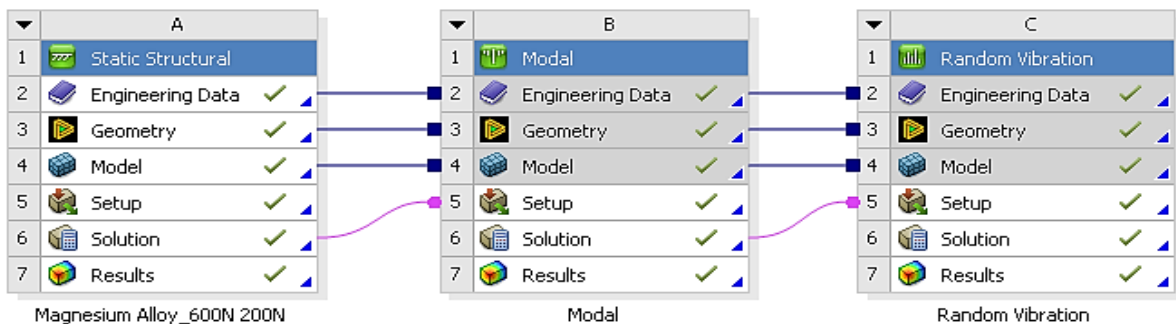 A
1 Static Structural
2 Engineering Data
3 Geometry
4 Model
5 Setup
6 Solution
7 Results
Magnesium Alloy_600N 200N
B
1 Modal
2 Engineering Data
3 Geometry
4 Model
5 Setup
6 Solution
7 Results
Modal
C
1 Random Vibration
2 Engineering Data
3 Geometry
4 Model
5 Setup
6 Solution
7 Results
Random Vibration